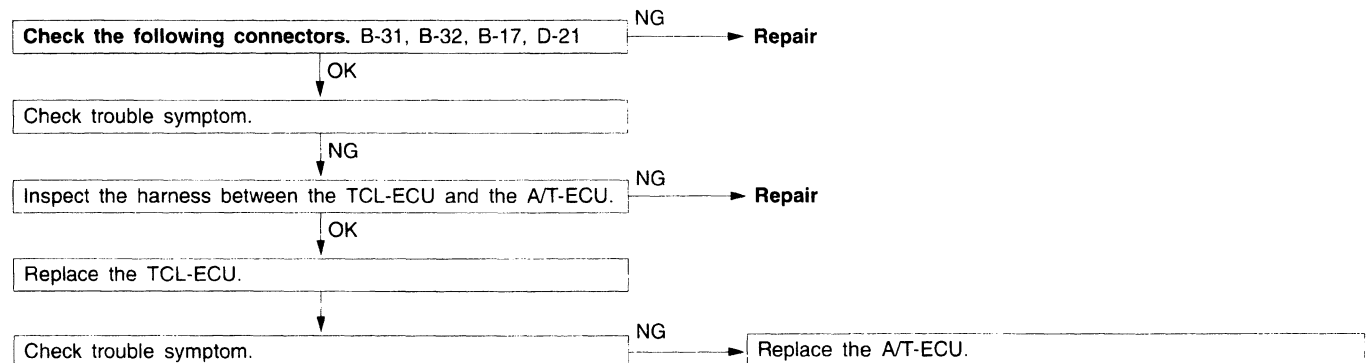 Check the following connectors. B-31, B-32, B-17, D-21
NG
Repair
OK
Check trouble symptom.
NG
Inspect the harness between the TCL-ECU and the A/T-ECU.
NG
Repair
OK
Replace the TCL-ECU.
Check trouble symptom.
NG
Replace the A/T-ECU.